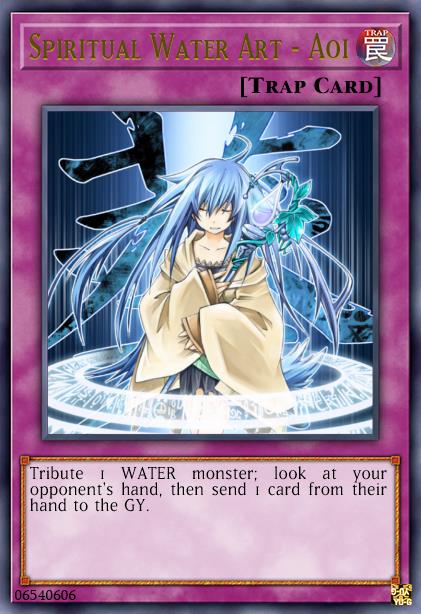 Spiritual Water Art - Aoi
TRAP
罠
[Trap Card]
Tribute 1 WATER monster; look at your
opponent's hand, then send 1 card from their
hand to the GY.
06540606